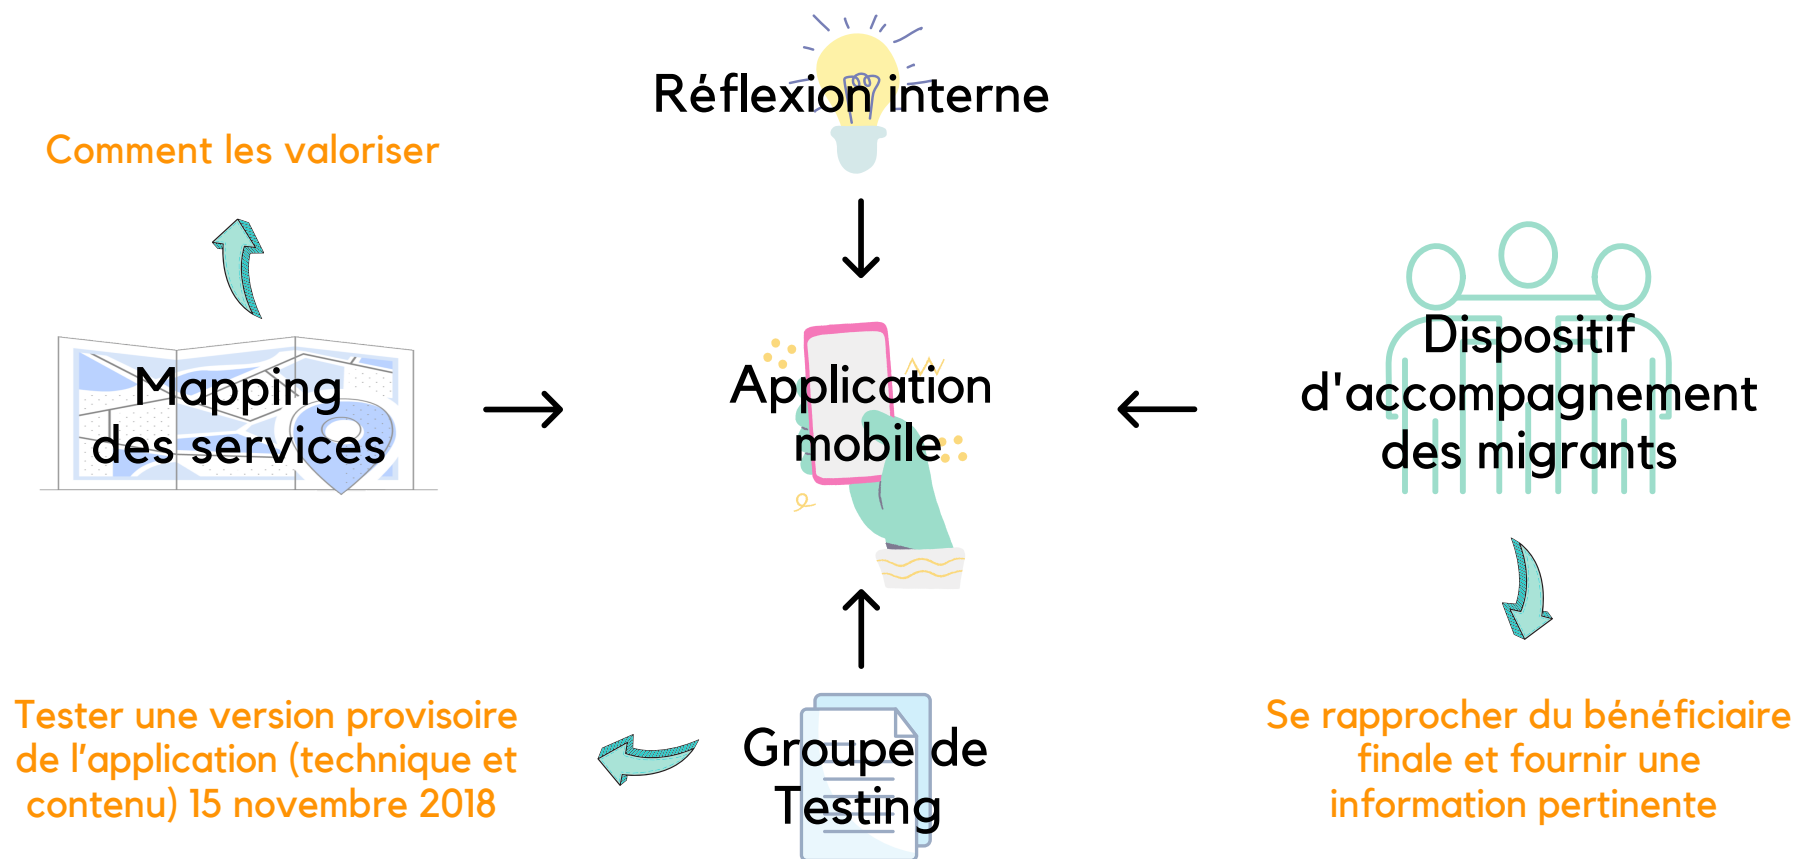 Réflexion interne
Comment les valoriser
Mapping
des services
Application
mobile
Dispositif
d'accompagnement
des migrants
Tester une version provisoire
de l’application (technique et
contenu) 15 novembre 2018
Groupe de
Testing
Se rapprocher du bénéficiaire
finale et fournir une
information pertinente